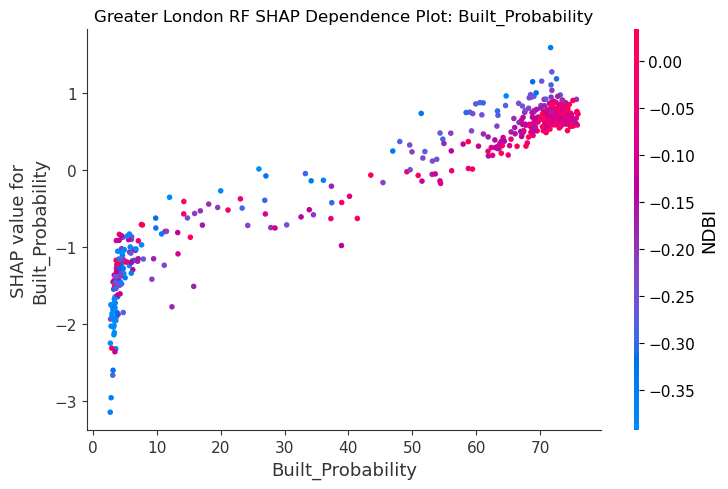 Greater London RF SHAP Dependence Plot: Built_Probability
SHAP value for
Built_Probability
1
0
−1
−2
−3
0 10 20 30 40 50 60 70
Built_Probability
0.00
−0.05
−0.10
−0.15
−0.20
−0.25
−0.30
−0.35
NDBI